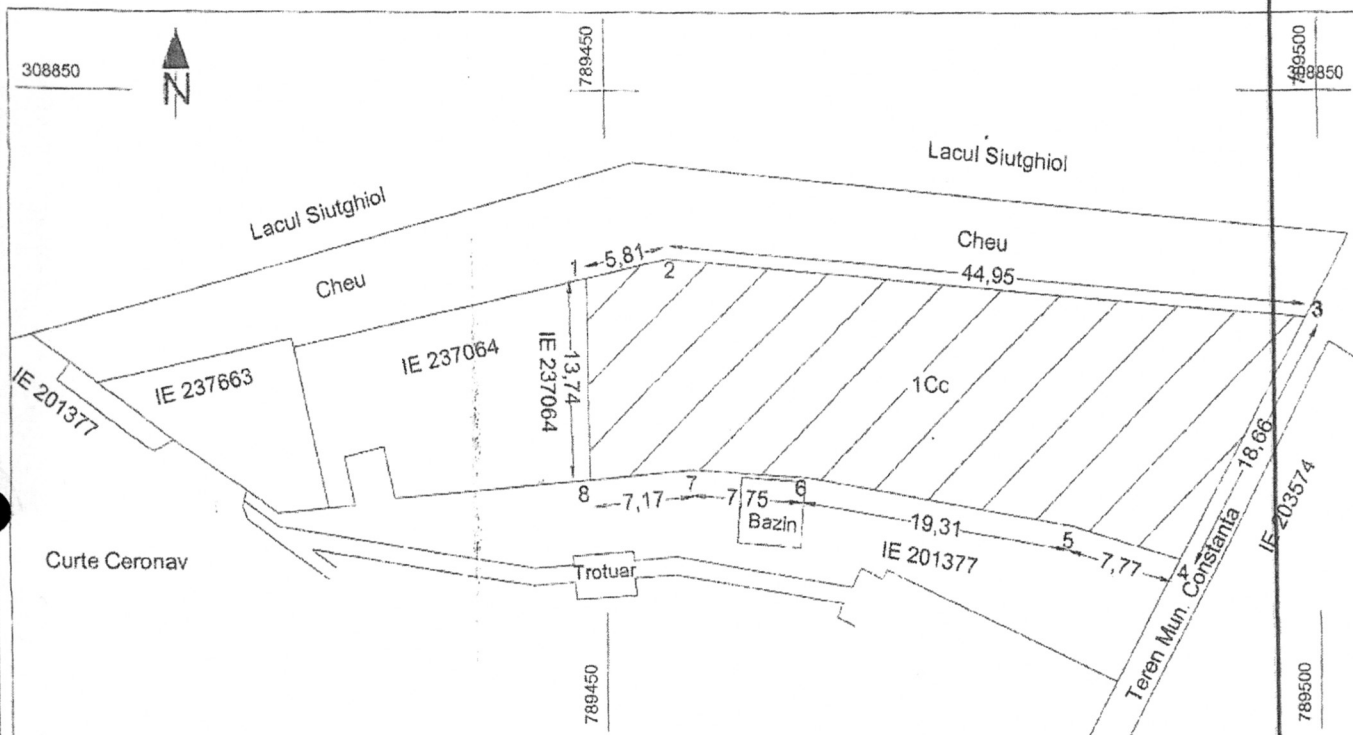 308850
N
789450
789500
308850
Lacul Siutghiol
Lacul Siutghiol
Cheu
Cheu
1
5,81
2
44,95
3
IE 237064
IE 237064
13,74
IE 237663
IE 201377
1Cc
18,66
IE 203574
8
7,17
7
7,75
6
Bazin
19,31
5
7,77
4
IE 201377
Curte Ceronav
Trotuar
Teren Mun. Constanta
789450
789500